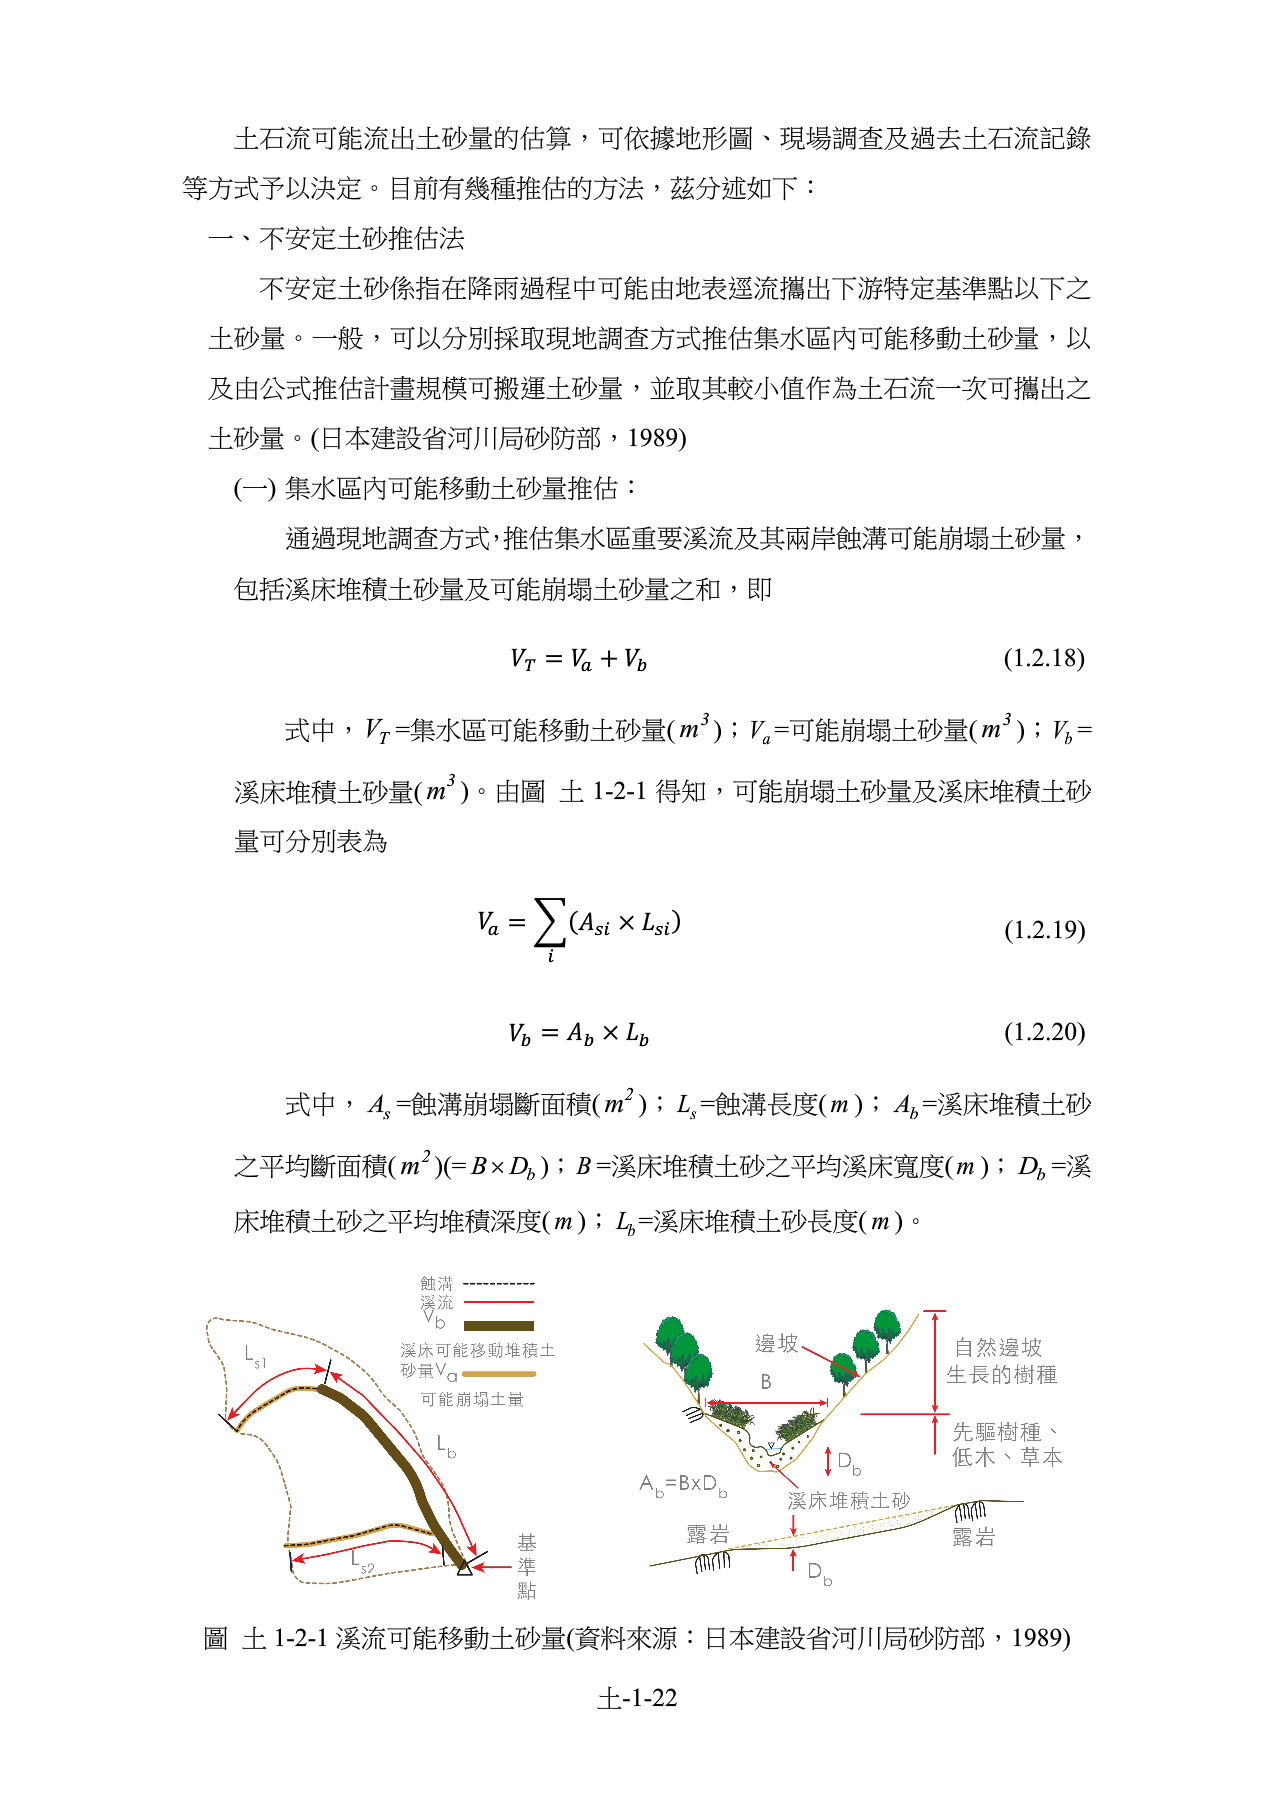 土石流可能流出土砂量的估算，可依據地形圖、現場調查及過去土石流記錄
等方式予以決定。目前有幾種推估的方法，茲分述如下：
一、不安定土砂推估法
不安定土砂係指在降雨過程中可能由地表逕流攜出下游特定基準點以下之
土砂量。一般，可以分別採取現地調查方式推估集水區內可能移動土砂量，以
及由公式推估計畫規模可搬運土砂量，並取其較小值作為土石流一次可攜出之
土砂量。(日本建設省河川局砂防部，1989)
(一) 集水區內可能移動土砂量推估：
通過現地調查方式，推估集水區重要溪流及其兩岸蝕溝可能崩塌土砂量，
包括溪床堆積土砂量及可能崩塌土砂量之和，即
V_T = V_a + V_b (1.2.18)
式中，V_T =集水區可能移動土砂量( m^3 )；V_a =可能崩塌土砂量( m^3 )；V_b =
溪床堆積土砂量( m^3 )。由圖 土 1-2-1 得知，可能崩塌土砂量及溪床堆積土砂
量可分別表為
V_a = ∑_i (A_si × L_si) (1.2.19)
V_b = A_b × L_b (1.2.20)
式中， A_s =蝕溝崩塌斷面積( m^2 )； L_s =蝕溝長度( m )； A_b =溪床堆積土砂
之平均斷面積( m^2 )(= B × D_b )； B =溪床堆積土砂之平均溪床寬度( m )； D_b =溪
床堆積土砂之平均堆積深度( m )； L_b =溪床堆積土砂長度( m )。
蝕溝
溪流
V_b
溪床可能移動堆積土
砂量V_a
可能崩塌土量
L_s1
L_b
L_s2
基
準
點
邊坡
B
自然邊坡
生長的樹種
先驅樹種、
低木、草本
D_b
A_b=BxD_b
溪床堆積土砂
露岩
露岩
D_b
圖 土 1-2-1 溪流可能移動土砂量(資料來源：日本建設省河川局砂防部，1989)
土-1-22